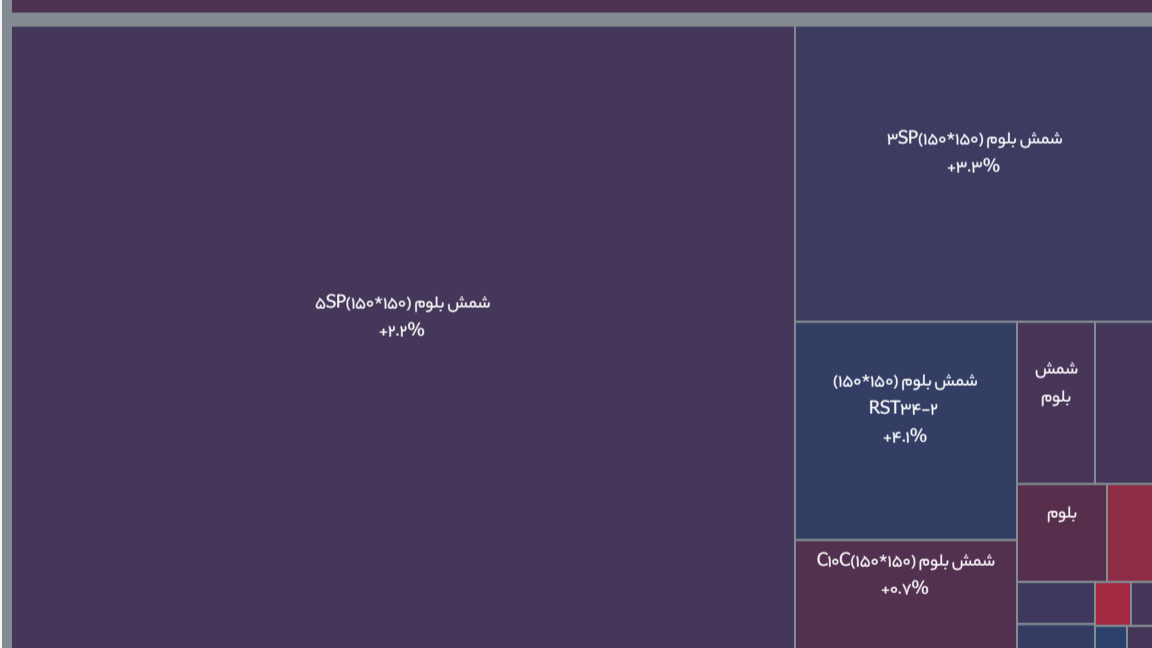 شمش بلوم (۱۵۰*۱۵۰)۵SP
+۲.۲%
شمش بلوم (۱۵۰*۱۵۰)۳SP
+۳.۳%
شمش بلوم (۱۵۰*۱۵۰)
RST۳۴-۲
+۴.۱%
شمش
بلوم
بلوم
شمش بلوم (۱۵۰*۱۵۰)C۱۰C
+۰.۷%